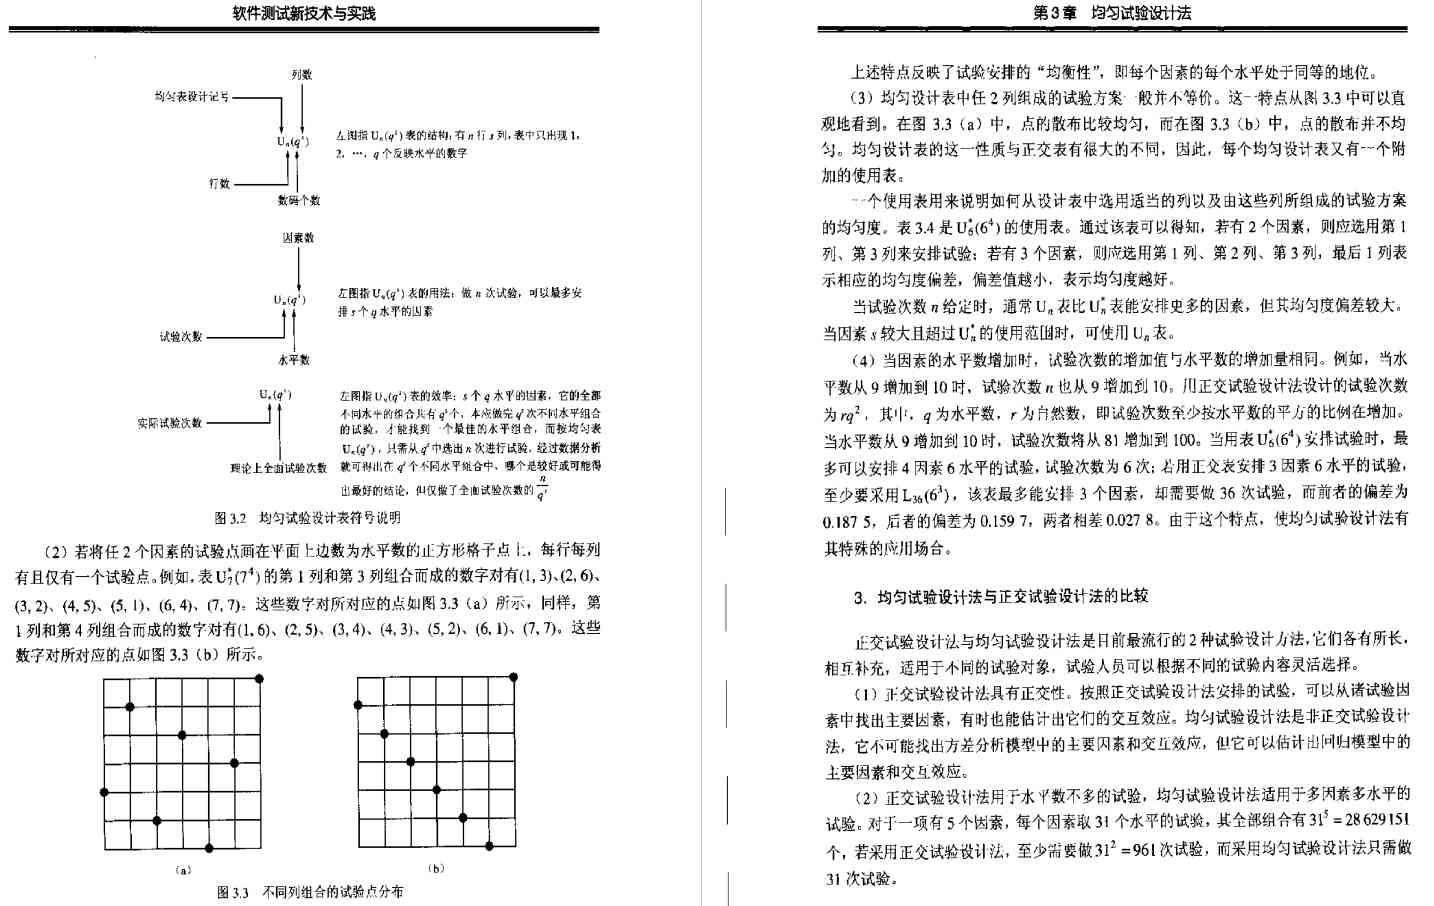 软件测试新技术与实践
列数
均匀表设计记号
Uₙ(qˢ)
左图指 Uₙ(qˢ) 表的结构; 有 n 行 s 列, 表中只出现 1,
2, …, q 个反映水平的数字
行数
数码个数
因素数
Uₙ(qˢ)
左图指 Uₙ(qˢ) 表的用法: 做 n 次试验, 可以最多安
排 s 个 q 水平的因素
试验次数
水平数
Uₙ(qˢ)
左图指 Uₙ(qˢ) 表的效率: s 个 q 水平的因素, 它的全部
不同水平的组合共有 qˢ 个, 本应做完 qˢ 次不同水平组合
实际试验次数
的试验, 才能找到一个最佳的水平组合, 而按均匀表
Uₙ(qˢ), 只需从 qˢ 中选出 n 次进行试验, 经过数据分析
理论上全面试验次数
就可得出在 qˢ 个不同水平组合中, 哪个是较好或可能得
出最好的结论, 但仅做了全面试验次数的 n/qˢ
图 3.2 均匀试验设计表符号说明
(2) 若将任 2 个因素的试验点画在平面上边数为水平数的正方形格子点上, 每行每列
有且仅有一个试验点。例如, 表 U₇*(7⁴) 的第 1 列和第 3 列组合而成的数字对有(1, 3)、(2, 6)、
(3, 2)、(4, 5)、(5, 1)、(6, 4)、(7, 7)。这些数字对所对应的点如图 3.3 (a) 所示, 同样, 第
1 列和第 4 列组合而成的数字对有(1, 6)、(2, 5)、(3, 4)、(4, 3)、(5, 2)、(6, 1)、(7, 7)。这些
数字对所对应的点如图 3.3 (b) 所示。
(a)
(b)
图 3.3 不同列组合的试验点分布
第 3 章 均匀试验设计法
上述特点反映了试验安排的“均衡性”, 即每个因素的每个水平处于同等的地位。
(3) 均匀设计表中任 2 列组成的试验方案一般并不等价。这一特点从图 3.3 中可以直
观地看到。在图 3.3 (a) 中, 点的散布比较均匀, 而在图 3.3 (b) 中, 点的散布并不均
匀。均匀设计表的这一性质与正交表有很大的不同, 因此, 每个均匀设计表又有一个附
加的使用表。
一个使用表用来说明如何从设计表中选用适当的列以及由这些列所组成的试验方案
的均匀度。表 3.4 是 U₆*(6⁴) 的使用表。通过该表可以得知, 若有 2 个因素, 则应选用第 1
列、第 3 列来安排试验; 若有 3 个因素, 则应选用第 1 列、第 2 列、第 3 列, 最后 1 列表
示相应的均匀度偏差, 偏差值越小, 表示均匀度越好。
当试验次数 n 给定时, 通常 Uₙ 表比 Uₙ* 表能安排更多的因素, 但其均匀度偏差较大。
当因素 s 较大且超过 Uₙ* 的使用范围时, 可使用 Uₙ 表。
(4) 当因素的水平数增加时, 试验次数的增加值与水平数的增加量相同。例如, 当水
平数从 9 增加到 10 时, 试验次数 n 也从 9 增加到 10。用正交试验设计法设计的试验次数
为 rq², 其中, q 为水平数, r 为自然数, 即试验次数至少按水平数的平方的比例在增加。
当水平数从 9 增加到 10 时, 试验次数将从 81 增加到 100。当用表 U₆*(6⁴) 安排试验时, 最
多可以安排 4 因素 6 水平的试验, 试验次数为 6 次; 若用正交表安排 3 因素 6 水平的试验,
至少要采用 L₃₆(6³), 该表最多能安排 3 个因素, 却需要做 36 次试验, 而前者的偏差为
0.187 5, 后者的偏差为 0.159 7, 两者相差 0.027 8。由于这个特点, 使均匀试验设计法有
其特殊的应用场合。
3. 均匀试验设计法与正交试验设计法的比较
正交试验设计法与均匀试验设计法是目前最流行的 2 种试验设计方法, 它们各有所长,
相互补充, 适用于不同的试验对象, 试验人员可以根据不同的试验内容灵活选择。
(1) 正交试验设计法具有正交性。按照正交试验设计法安排的试验, 可以从诸试验因
素中找出主要因素, 有时也能估计出它们的交互效应。均匀试验设计法是非正交试验设计
法, 它不可能找出方差分析模型中的主要因素和交互效应, 但它可以估计出回归模型中的
主要因素和交互效应。
(2) 正交试验设计法用于水平数不多的试验, 均匀试验设计法适用于多因素多水平的
试验。对于一项有 5 个因素, 每个因素取 31 个水平的试验, 其全部组合有 31⁵ = 28 629 151
个, 若采用正交试验设计法, 至少需要做 31² = 961 次试验, 而采用均匀试验设计法只需做
31 次试验。